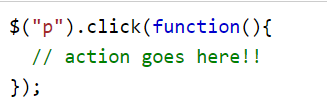 $("p").click(function(){
  // action goes here!!
});